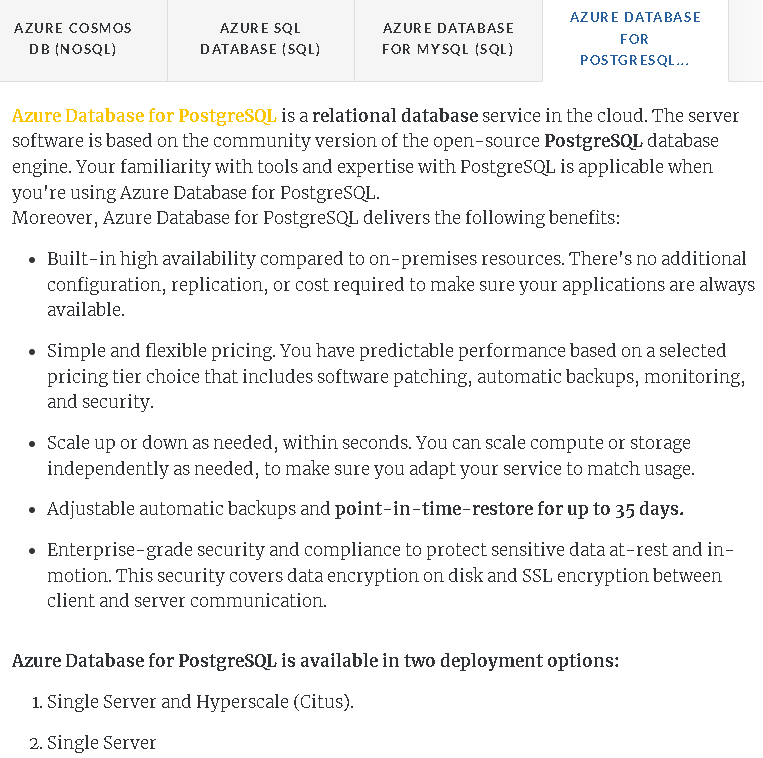 AZURE COSMOS
DB (NOSQL)
AZURE SQL
DATABASE (SQL)
AZURE DATABASE
FOR MYSQL (SQL)
AZURE DATABASE
FOR
POSTGRESQL...
Azure Database for PostgreSQL is a relational database service in the cloud. The server
software is based on the community version of the open-source PostgreSQL database
engine. Your familiarity with tools and expertise with PostgreSQL is applicable when
you're using Azure Database for PostgreSQL.
Moreover, Azure Database for PostgreSQL delivers the following benefits:
• Built-in high availability compared to on-premises resources. There's no additional
configuration, replication, or cost required to make sure your applications are always
available.
• Simple and flexible pricing. You have predictable performance based on a selected
pricing tier choice that includes software patching, automatic backups, monitoring,
and security.
• Scale up or down as needed, within seconds. You can scale compute or storage
independently as needed, to make sure you adapt your service to match usage.
• Adjustable automatic backups and point-in-time-restore for up to 35 days.
• Enterprise-grade security and compliance to protect sensitive data at-rest and in-
motion. This security covers data encryption on disk and SSL encryption between
client and server communication.
Azure Database for PostgreSQL is available in two deployment options:
1. Single Server and Hyperscale (Citus).
2. Single Server